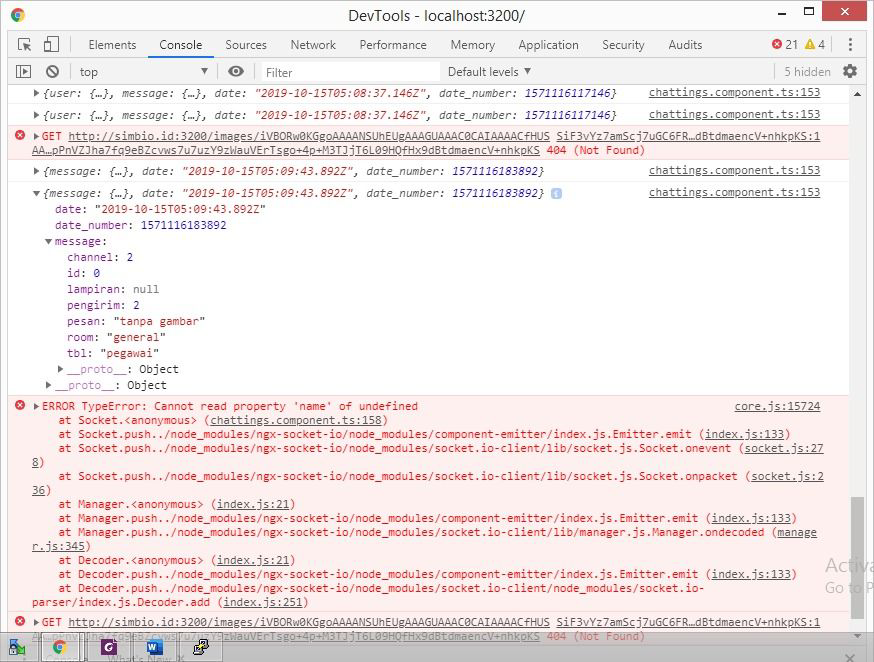 DevTools - localhost:3200/
Elements Console Sources Network Performance Memory Application Security Audits 21 4
top Filter Default levels 5 hidden
{user: {…}, message: {…}, date: "2019-10-15T05:08:37.146Z", date_number: 1571116117146} chattings.component.ts:153
{user: {…}, message: {…}, date: "2019-10-15T05:08:37.146Z", date_number: 1571116117146} chattings.component.ts:153
GET http://simbio.id:3200/images/iVBORw0KGgoAAAANSUhEUgAAAGUAAAC0CAIAAAACfHUS SiF3vYz7amScj7uGC6FR…dBtdmaencV+nhkpKS:1
AA…pPnVZJha7fq9eBZcvws7u7uzY9zWauVErTsgo+4p+M3TJjT6L09HQfHx9dBtdmaencV+nhkpKS 404 (Not Found)
{message: {…}, date: "2019-10-15T05:09:43.892Z", date_number: 1571116183892} chattings.component.ts:153
{message: {…}, date: "2019-10-15T05:09:43.892Z", date_number: 1571116183892} i chattings.component.ts:153
date: "2019-10-15T05:09:43.892Z"
date_number: 1571116183892
message:
channel: 2
id: 0
lampiran: null
pengirim: 2
pesan: "tanpa gambar"
room: "general"
tbl: "pegawai"
__proto__: Object
__proto__: Object
ERROR TypeError: Cannot read property 'name' of undefined core.js:15724
at Socket.<anonymous> (chattings.component.ts:158)
at Socket.push../node_modules/ngx-socket-io/node_modules/component-emitter/index.js.Emitter.emit (index.js:133)
at Socket.push../node_modules/ngx-socket-io/node_modules/socket.io-client/lib/socket.js.Socket.onevent (socket.js:27
8)
at Socket.push../node_modules/ngx-socket-io/node_modules/socket.io-client/lib/socket.js.Socket.onpacket (socket.js:2
36)
at Manager.<anonymous> (index.js:21)
at Manager.push../node_modules/ngx-socket-io/node_modules/component-emitter/index.js.Emitter.emit (index.js:133)
at Manager.push../node_modules/ngx-socket-io/node_modules/socket.io-client/lib/manager.js.Manager.ondecoded (manage
r.js:345)
at Decoder.<anonymous> (index.js:21)
at Decoder.push../node_modules/ngx-socket-io/node_modules/component-emitter/index.js.Emitter.emit (index.js:133)
at Decoder.push../node_modules/ngx-socket-io/node_modules/socket.io-client/node_modules/socket.io-
parser/index.js.Decoder.add (index.js:251)
Activa
Go to P
GET http://simbio.id:3200/images/iVBORw0KGgoAAAANSUhEUgAAAGUAAAC0CAIAAAACfHUS SiF3vYz7amScj7uGC6FR…dBtdmaencV+nhkpKS:1
AA…pPnVZJha7fq9eBZcvws7u7uzY9zWauVErTsgo+4p+M3TJjT6L09HQfHx9dBtdmaencV+nhkpKS 404 (Not Found)
Console What's New